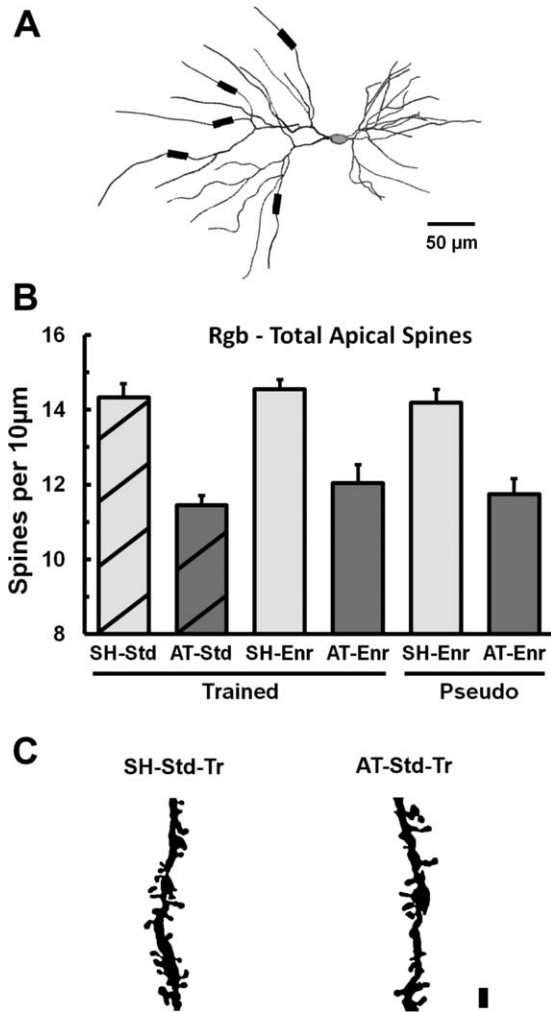 A
50 µm
B
Rgb - Total Apical Spines
Spines per 10µm
16
14
12
10
8
SH-Std AT-Std SH-Enr AT-Enr SH-Enr AT-Enr
Trained Pseudo
C
SH-Std-Tr AT-Std-Tr